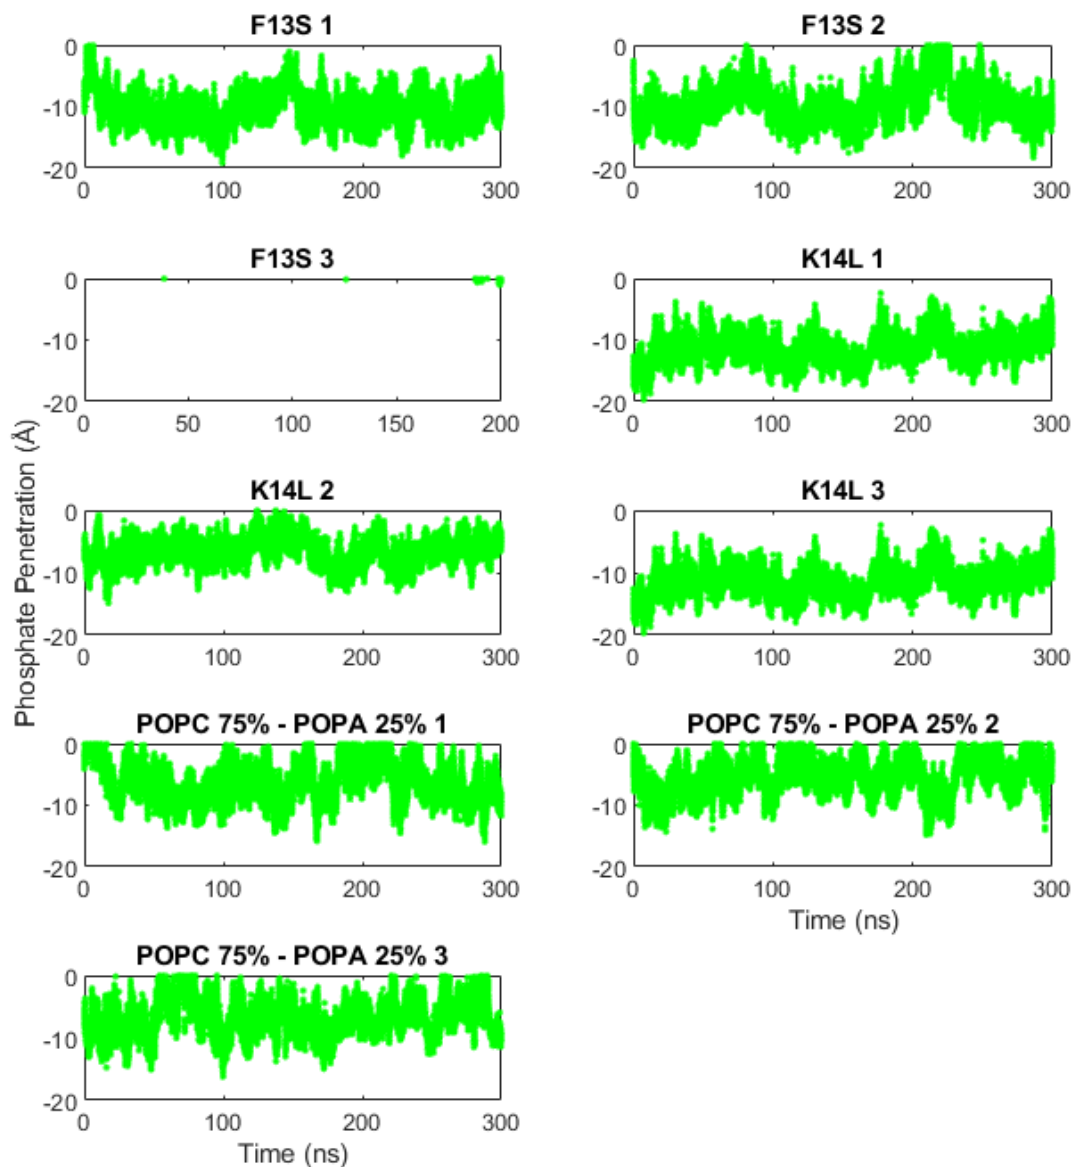 F13S 1
0
-10
-20
0 100 200 300
F13S 2
0
-10
-20
0 100 200 300
F13S 3
0
-10
-20
0 50 100 150 200
K14L 1
0
-10
-20
0 100 200 300
Phosphate Penetration (Å)
K14L 2
0
-10
-20
0 100 200 300
K14L 3
0
-10
-20
0 100 200 300
POPC 75% - POPA 25% 1
0
-10
-20
0 100 200 300
POPC 75% - POPA 25% 2
0
-10
-20
0 100 200 300
Time (ns)
POPC 75% - POPA 25% 3
0
-10
-20
0 100 200 300
Time (ns)